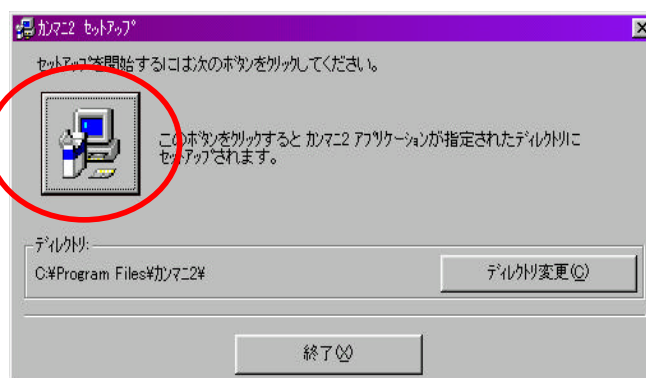 カンマニ2 セットアップ
セットアップを開始するには次のボタンをクリックしてください。
このボタンをクリックすると カンマニ2 アプリケーションが指定されたディレクトリに
セットアップされます。
ディレクトリ:
C:¥Program Files¥カンマニ2¥
ディレクトリ変更(C)
終了(X)